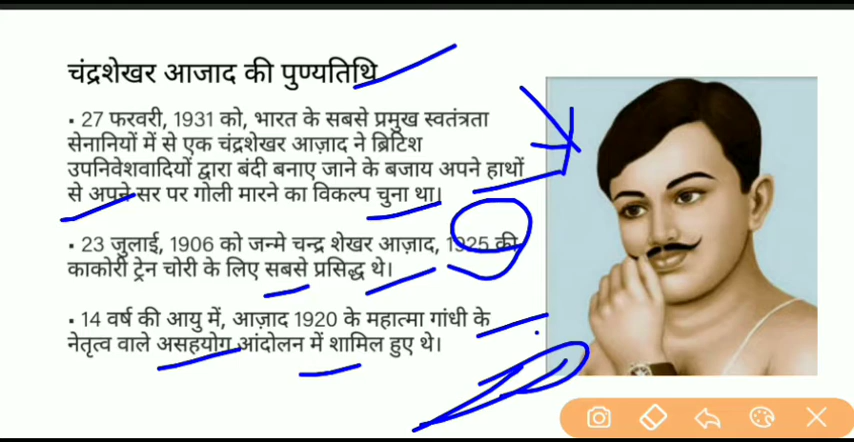 चंद्रशेखर आजाद की पुण्यतिथि
▪ 27 फरवरी, 1931 को, भारत के सबसे प्रमुख स्वतंत्रता
सेनानियों में से एक चंद्रशेखर आज़ाद ने ब्रिटिश
उपनिवेशवादियों द्वारा बंदी बनाए जाने के बजाय अपने हाथों
से अपने सर पर गोली मारने का विकल्प चुना था।
▪ 23 जुलाई, 1906 को जन्मे चन्द्र शेखर आज़ाद, 1925 की
काकोरी ट्रेन चोरी के लिए सबसे प्रसिद्ध थे।
▪ 14 वर्ष की आयु में, आज़ाद 1920 के महात्मा गांधी के
नेतृत्व वाले असहयोग आंदोलन में शामिल हुए थे।